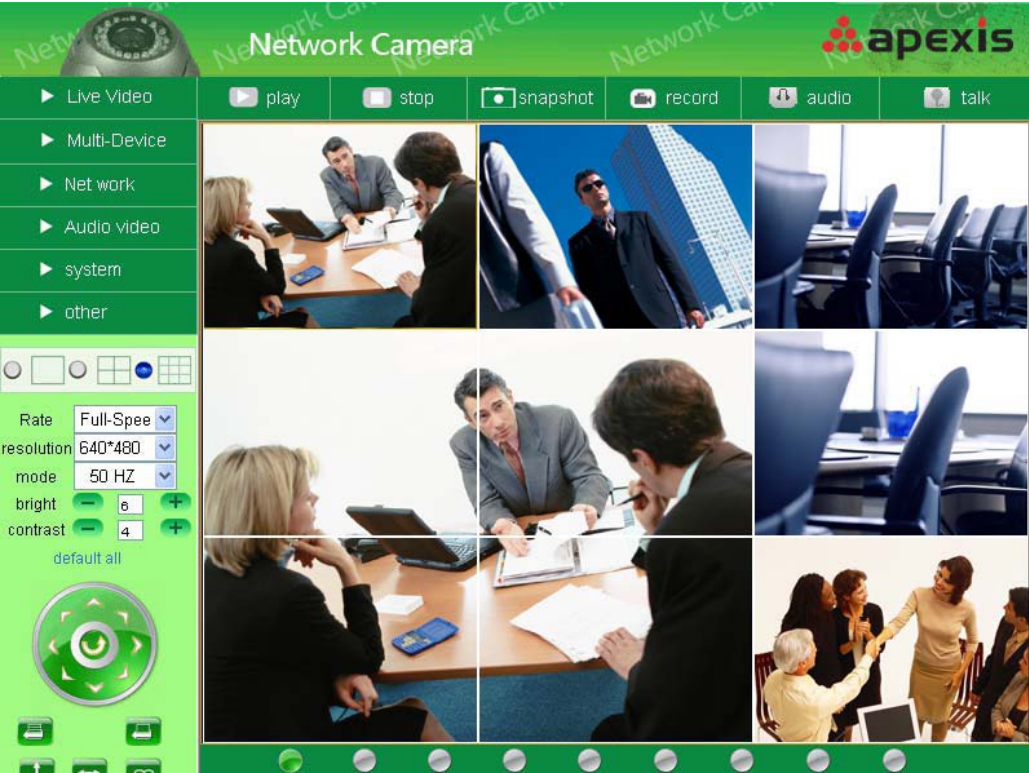 Network Camera
apexis
Live Video
play
stop
snapshot
record
audio
talk
Multi-Device
Net work
Audio video
system
other
Rate Full-Spee
resolution 640*480
mode 50 HZ
bright 6
contrast 4
default all